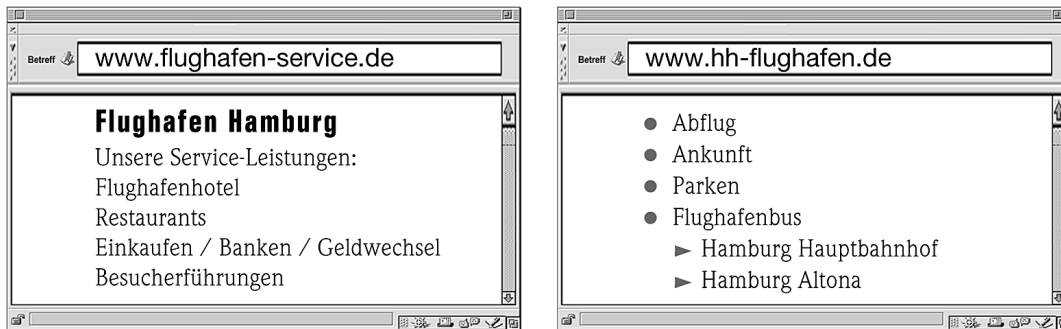 Betreff www.flughafen-service.de
Flughafen Hamburg
Unsere Service-Leistungen:
Flughafenhotel
Restaurants
Einkaufen / Banken / Geldwechsel
Besucherführungen
Betreff www.hh-flughafen.de
Abflug
Ankunft
Parken
Flughafenbus
Hamburg Hauptbahnhof
Hamburg Altona